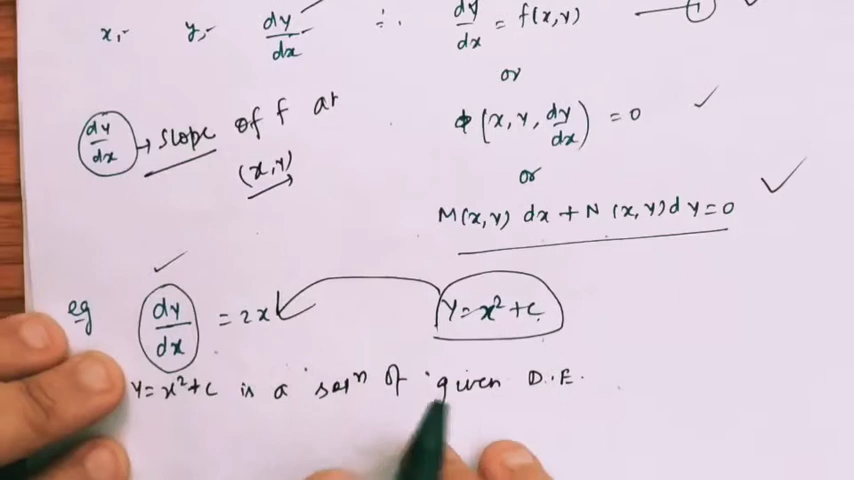 x,- y,- dy/dx ∴ dy/dx = f(x,y) — 1
or
dy/dx → slope of f at (x,y)
ϕ(x, y, dy/dx) = 0
or
M(x,y) dx + N (x,y) dy = 0
eg dy/dx = 2x y = x² + c
y = x² + c is a solⁿ of given D.E.